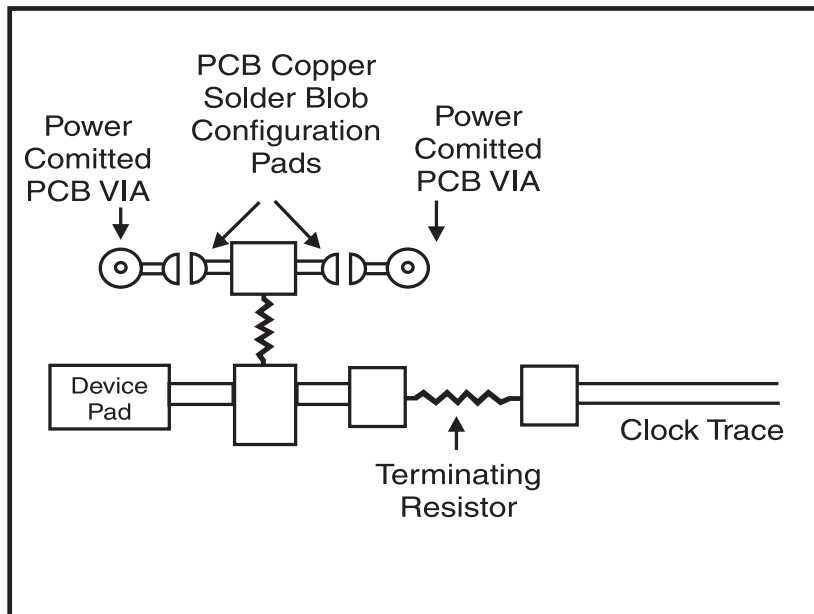 Power
Comitted
PCB VIA
PCB Copper
Solder Blob
Configuration
Pads
Power
Comitted
PCB VIA
Device
Pad
Terminating
Resistor
Clock Trace